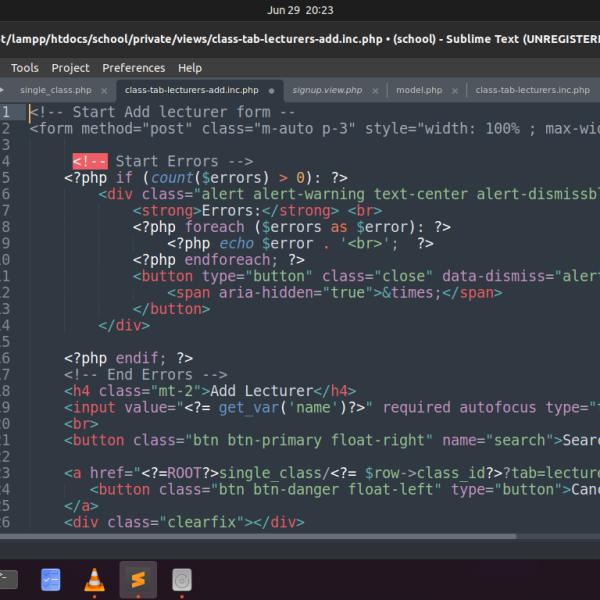 Jun 29 20:23
t/lampp/htdocs/school/private/views/class-tab-lecturers-add.inc.php • (school) - Sublime Text (UNREGISTER
Tools Project Preferences Help
single_class.php × class-tab-lecturers-add.inc.php ● signup.view.php × model.php × class-tab-lecturers.inc.php
1 <!-- Start Add lecturer form --
2 <form method="post" class="m-auto p-3" style="width: 100% ; max-wid
3
4 <!-- Start Errors -->
5 <?php if (count($errors) > 0): ?>
6 <div class="alert alert-warning text-center alert-dismissbl
7 <strong>Errors:</strong> <br>
8 <?php foreach ($errors as $error): ?>
9 <?php echo $error . '<br>';  ?>
0 <?php endforeach; ?>
1 <button type="button" class="close" data-dismiss="alert
2 <span aria-hidden="true">&times;</span>
3 </button>
4 </div>
5
6 <?php endif; ?>
7 <!-- End Errors -->
8 <h4 class="mt-2">Add Lecturer</h4>
9 <input value="<?= get_var('name')?>" required autofocus type="t
0 <br>
1 <button class="btn btn-primary float-right" name="search">Searc
2
3 <a href="<?=ROOT?>single_class/<?= $row->class_id?>?tab=lecture
4 <button class="btn btn-danger float-left" type="button">Canc
5 </a>
6 <div class="clearfix"></div>